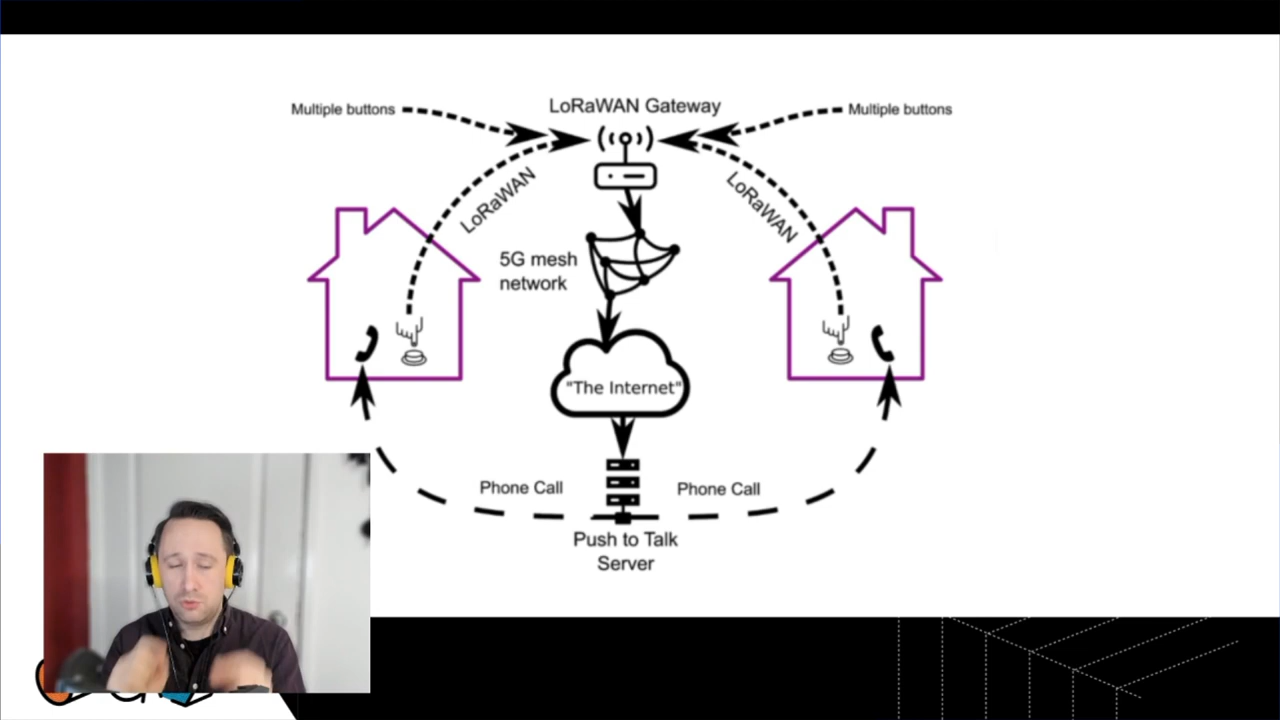 LoRaWAN Gateway
Multiple buttons
Multiple buttons
LoRaWAN
LoRaWAN
5G mesh
network
"The Internet"
Phone Call
Phone Call
Push to Talk
Server